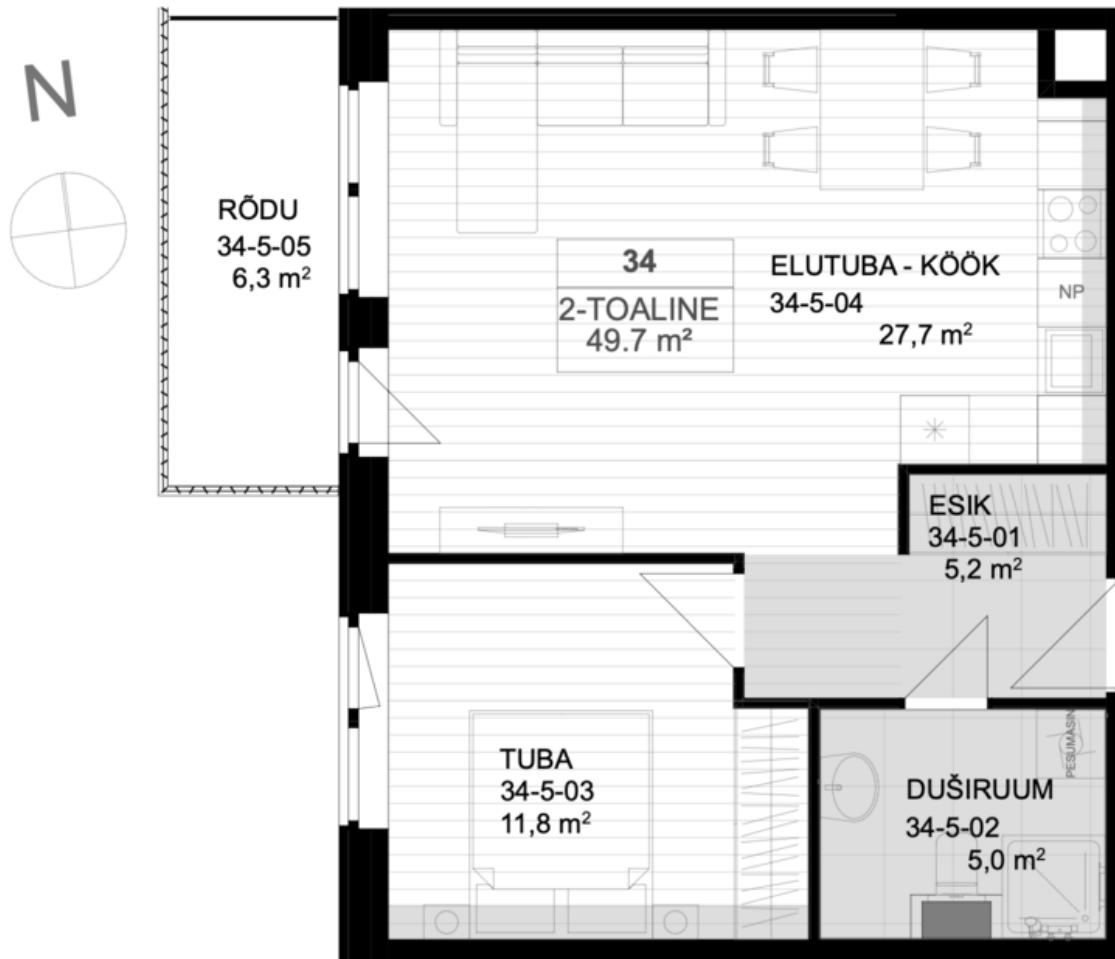 N
RÕDU
34-5-05
6,3 m²
34
2-TOALINE
49.7 m²
ELUTUBA - KÖÖK
34-5-04
27,7 m²
NP
ESIK
34-5-01
5,2 m²
TUBA
34-5-03
11,8 m²
PESUMASIN
DUŠIRUUM
34-5-02
5,0 m²